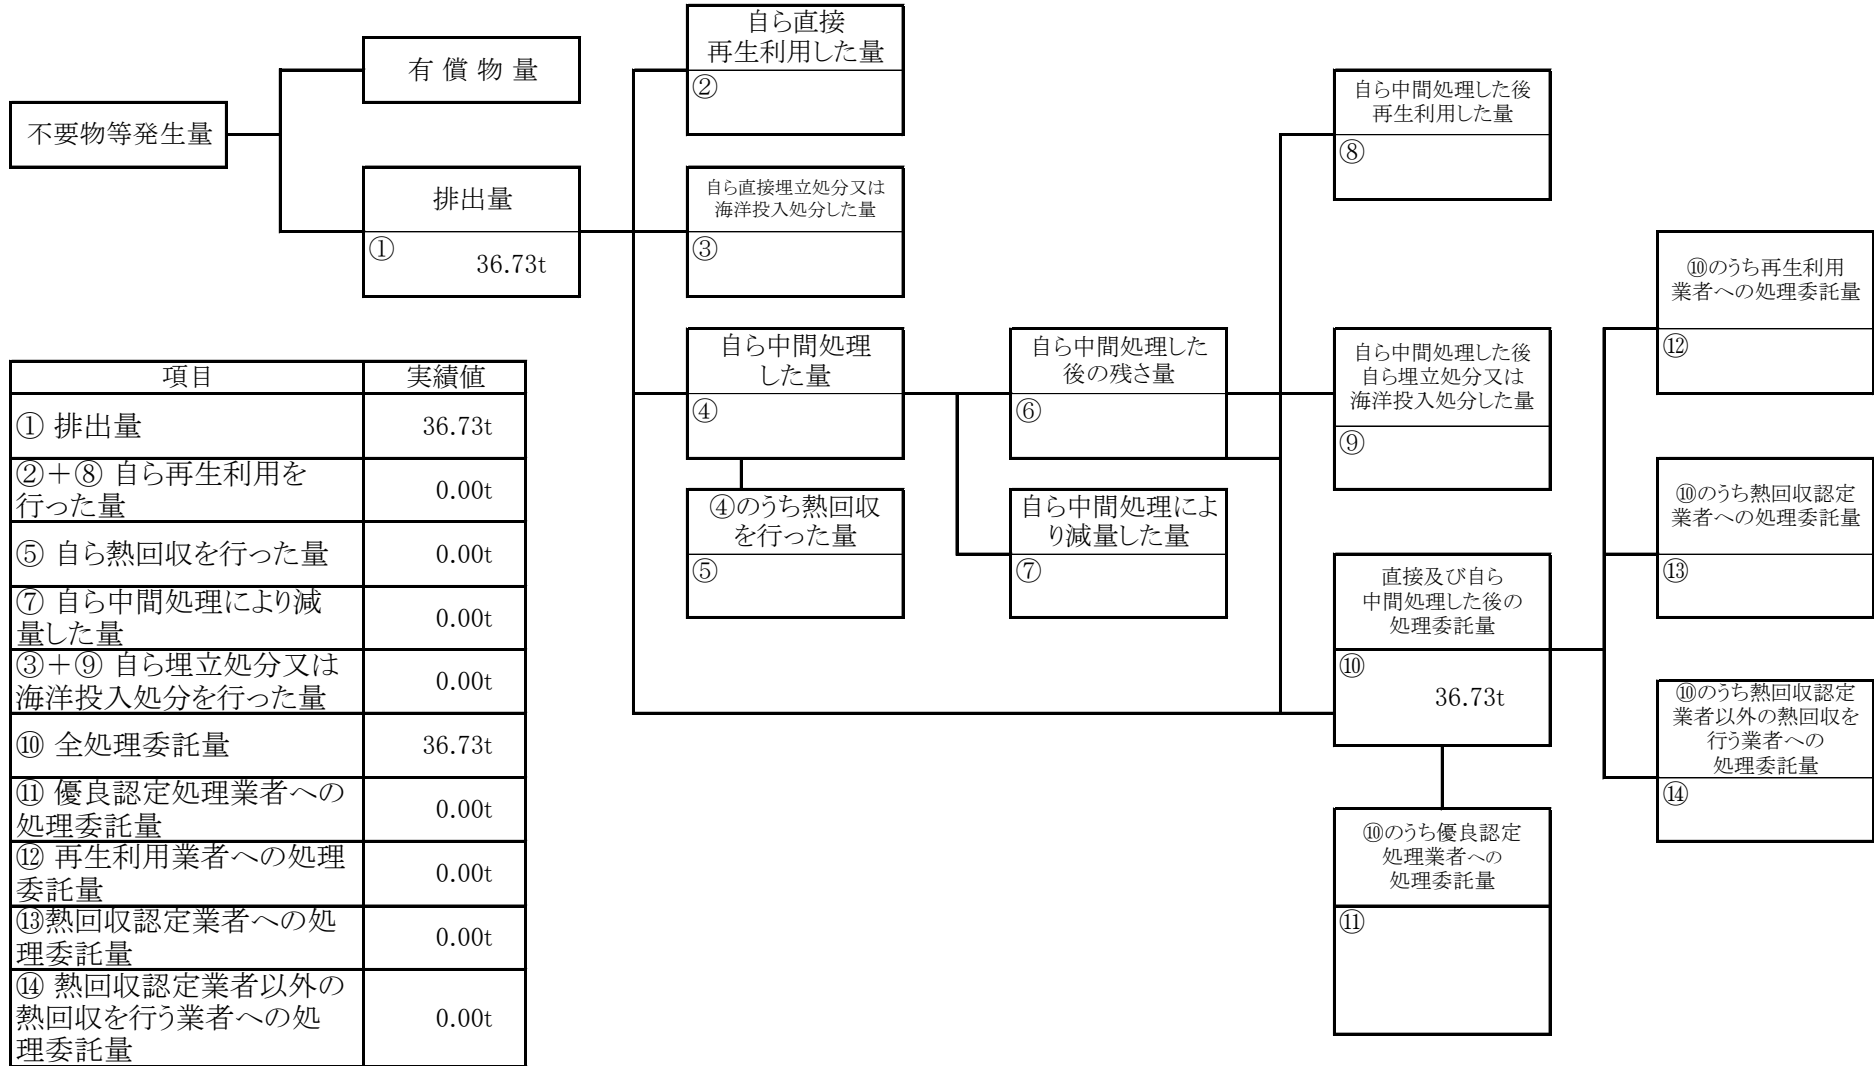 不要物等発生量
有償物量
排出量
①
36.73t
自ら直接
再生利用した量
②
自ら直接埋立処分又は
海洋投入処分した量
③
自ら中間処理
した量
④
④のうち熱回収
を行った量
⑤
自ら中間処理した
後の残さ量
⑥
自ら中間処理によ
り減量した量
⑦
自ら中間処理した後
再生利用した量
⑧
自ら中間処理した後
自ら埋立処分又は
海洋投入処分した量
⑨
直接及び自ら
中間処理した後の
処理委託量
⑩
36.73t
⑩のうち優良認定
処理業者への
処理委託量
⑪
⑩のうち再生利用
業者への処理委託量
⑫
⑩のうち熱回収認定
業者への処理委託量
⑬
⑩のうち熱回収認定
業者以外の熱回収を
行う業者への
処理委託量
⑭
項目 実績値
① 排出量 36.73t
②+⑧ 自ら再生利用を
行った量 0.00t
⑤ 自ら熱回収を行った量 0.00t
⑦ 自ら中間処理により減
量した量 0.00t
③+⑨ 自ら埋立処分又は
海洋投入処分を行った量 0.00t
⑩ 全処理委託量 36.73t
⑪ 優良認定処理業者への
処理委託量 0.00t
⑫ 再生利用業者への処理
委託量 0.00t
⑬熱回収認定業者への処
理委託量 0.00t
⑭ 熱回収認定業者以外の
熱回収を行う業者への処
理委託量 0.00t